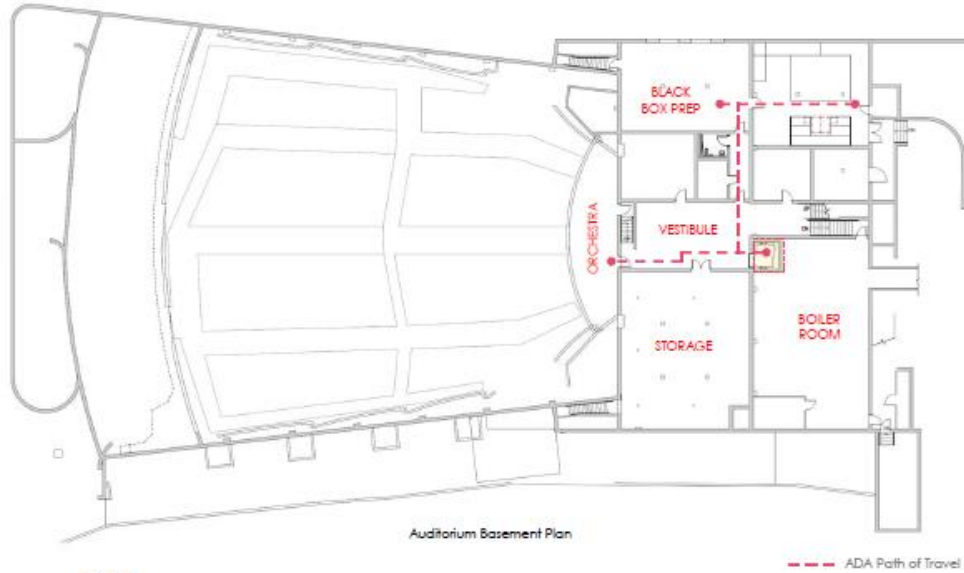 BLACK
BOX PREP
ORCHESTRA
VESTIBULE
BOILER
ROOM
STORAGE
Auditorium Basement Plan
ADA Path of Travel